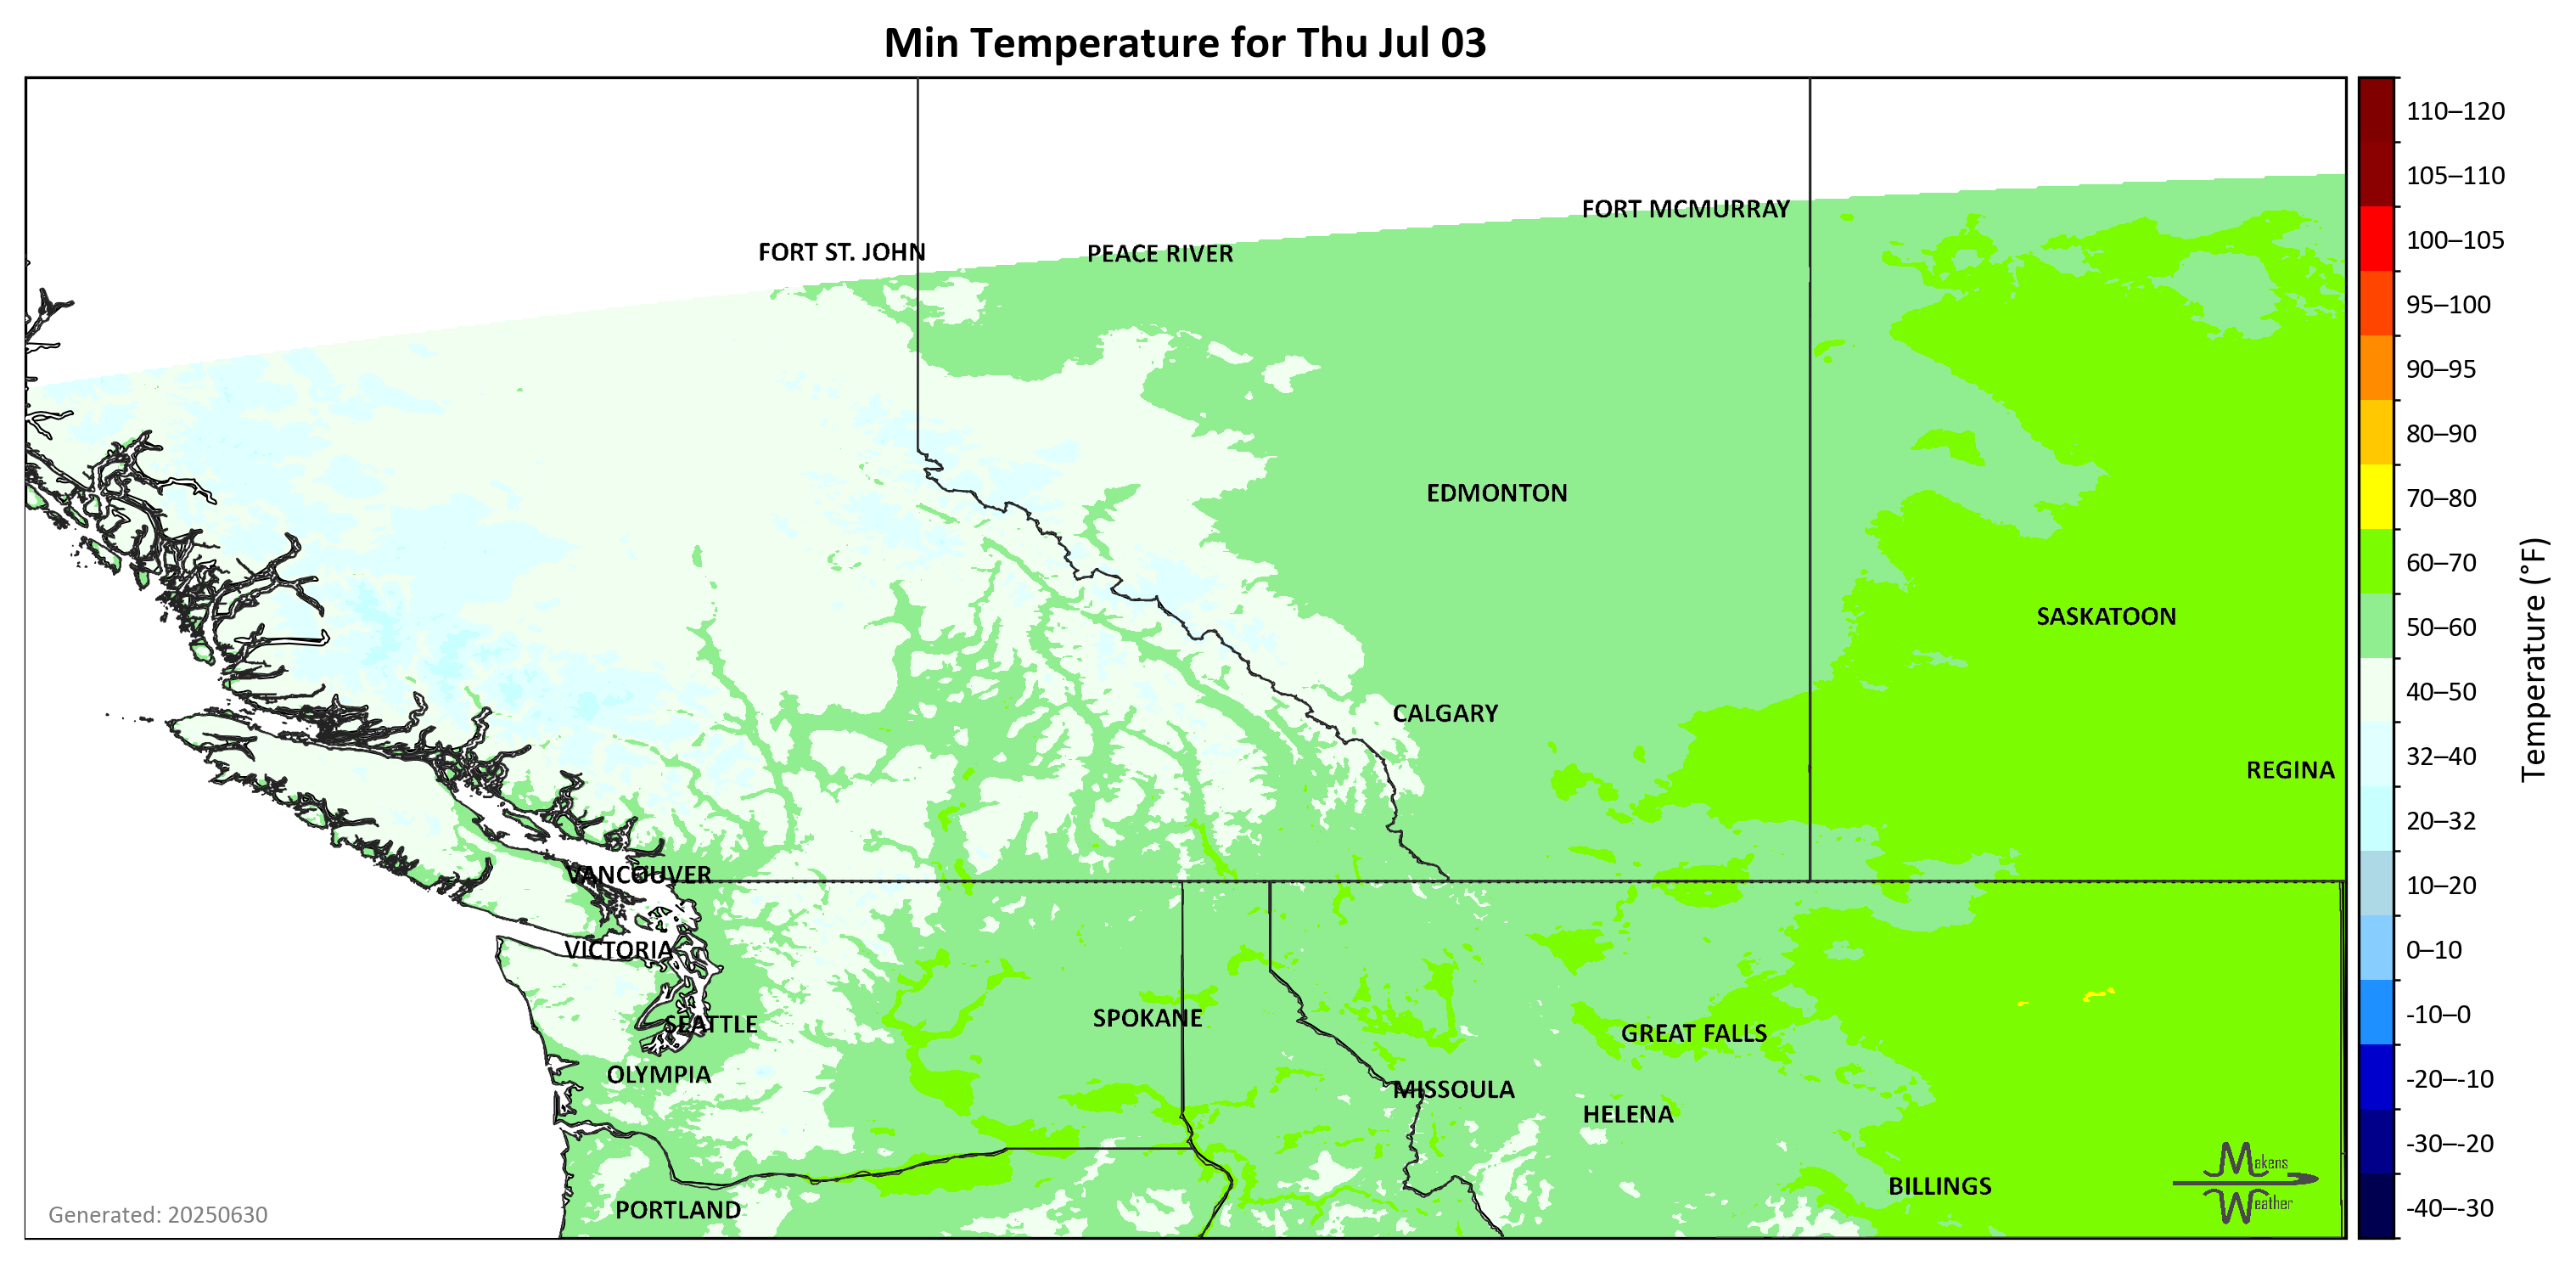 Min Temperature for Thu Jul 03
FORT MCMURRAY
FORT ST. JOHN
PEACE RIVER
EDMONTON
SASKATOON
CALGARY
REGINA
VANCOUVER
VICTORIA
SEATTLE
SPOKANE
GREAT FALLS
OLYMPIA
MISSOULA
HELENA
BILLINGS
PORTLAND
Makens
Weather
Generated: 20250630
110–120
105–110
100–105
95–100
90–95
80–90
70–80
60–70
50–60
40–50
32–40
20–32
10–20
0–10
-10–0
-20–-10
-30–-20
-40–-30
Temperature (°F)